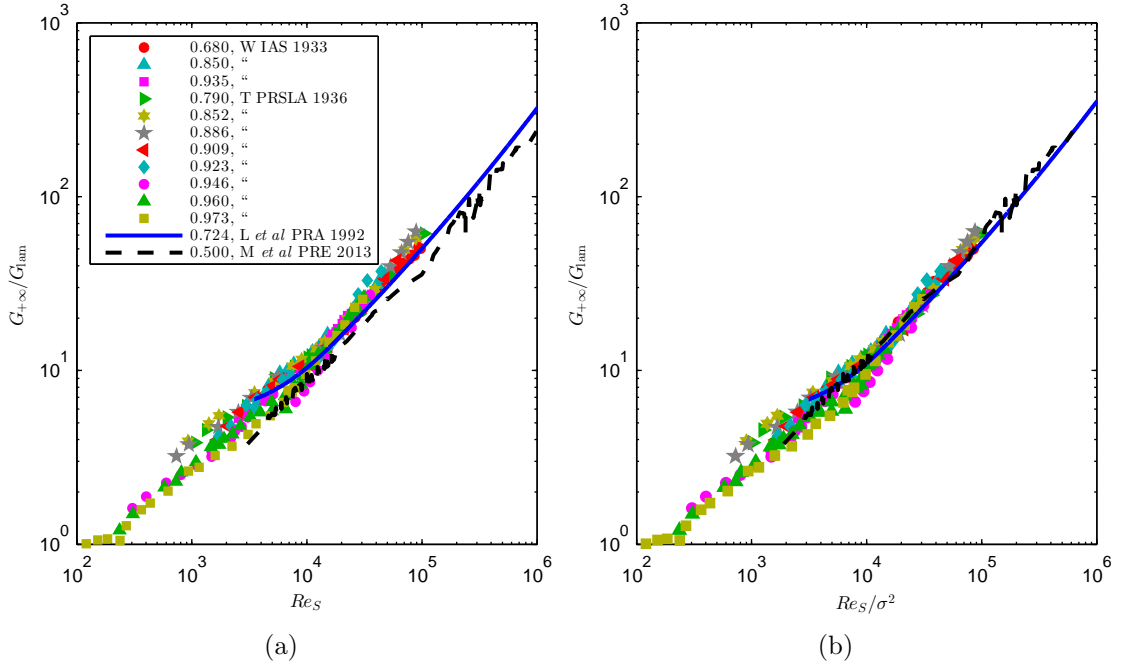 10^3
0.680, W IAS 1933
0.850, “
0.935, “
0.790, T PRSLA 1936
0.852, “
0.886, “
0.909, “
0.923, “
0.946, “
0.960, “
0.973, “
0.724, L et al PRA 1992
0.500, M et al PRE 2013
10^2
10^1
10^0
G_{+∞}/G_{lam}
10^2 10^3 10^4 10^5 10^6
Re_S
(a)
10^3
10^2
10^1
10^0
G_{+∞}/G_{lam}
10^2 10^3 10^4 10^5 10^6
Re_S/σ^2
(b)